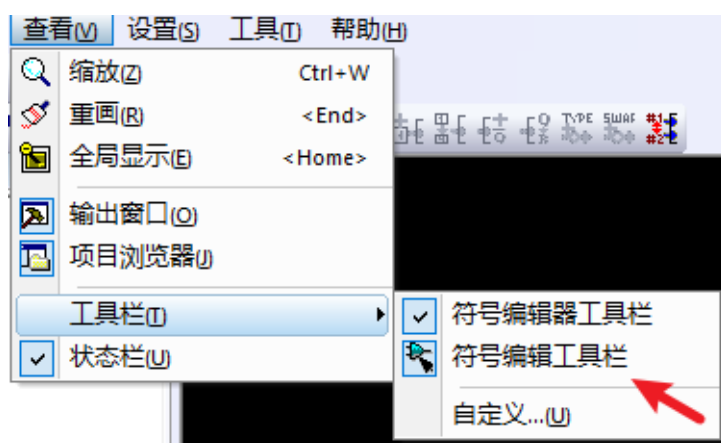 查看(V) 设置(S) 工具(T) 帮助(H)
缩放(Z) Ctrl+W
重画(R) <End>
TYPE SWAP #1 #2
全局显示(E) <Home>
输出窗口(O)
项目浏览器(J)
工具栏(T) 符号编辑器工具栏
状态栏(U) 符号编辑工具栏
自定义...(U)